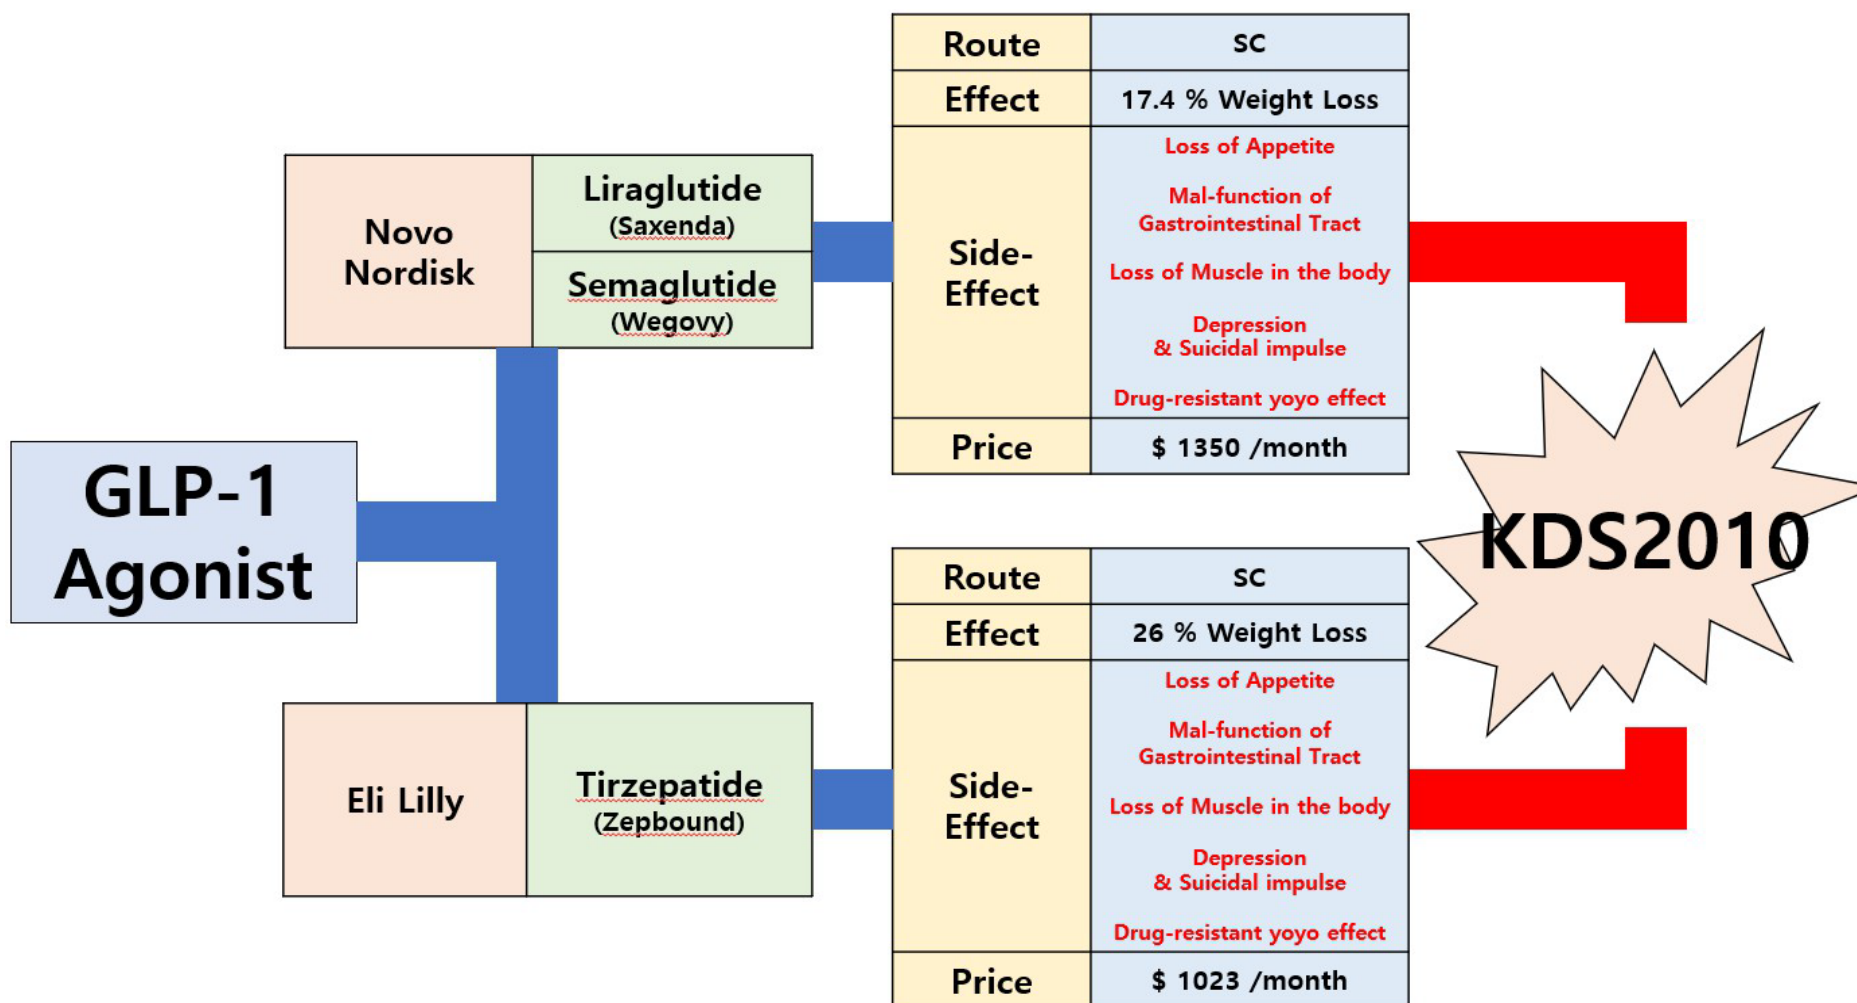 GLP-1
Agonist
Novo
Nordisk
Liraglutide
(Saxenda)
Semaglutide
(Wegovy)
Route
SC
Effect
17.4 % Weight Loss
Side-
Effect
Loss of Appetite
Mal-function of
Gastrointestinal Tract
Loss of Muscle in the body
Depression
& Suicidal impulse
Drug-resistant yoyo effect
Price
$ 1350 /month
Eli Lilly
Tirzepatide
(Zepbound)
Route
SC
Effect
26 % Weight Loss
Side-
Effect
Loss of Appetite
Mal-function of
Gastrointestinal Tract
Loss of Muscle in the body
Depression
& Suicidal impulse
Drug-resistant yoyo effect
Price
$ 1023 /month
KDS2010